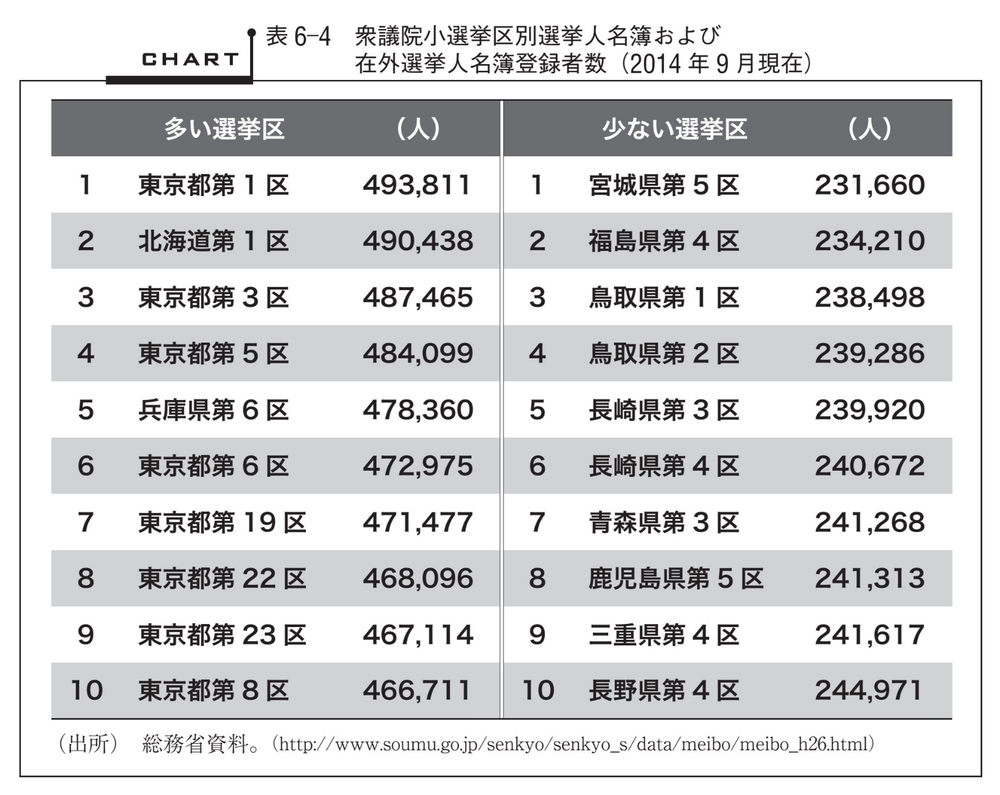 CHART
表 6-4 衆議院小選挙区別選挙人名簿および
在外選挙人名簿登録者数（2014 年 9 月現在）
多い選挙区 （人） 少ない選挙区 （人）
1 東京都第 1 区 493,811 1 宮城県第 5 区 231,660
2 北海道第 1 区 490,438 2 福島県第 4 区 234,210
3 東京都第 3 区 487,465 3 鳥取県第 1 区 238,498
4 東京都第 5 区 484,099 4 鳥取県第 2 区 239,286
5 兵庫県第 6 区 478,360 5 長崎県第 3 区 239,920
6 東京都第 6 区 472,975 6 長崎県第 4 区 240,672
7 東京都第 19 区 471,477 7 青森県第 3 区 241,268
8 東京都第 22 区 468,096 8 鹿児島県第 5 区 241,313
9 東京都第 23 区 467,114 9 三重県第 4 区 241,617
10 東京都第 8 区 466,711 10 長野県第 4 区 244,971
（出所） 総務省資料。（http://www.soumu.go.jp/senkyo/senkyo_s/data/meibo/meibo_h26.html）